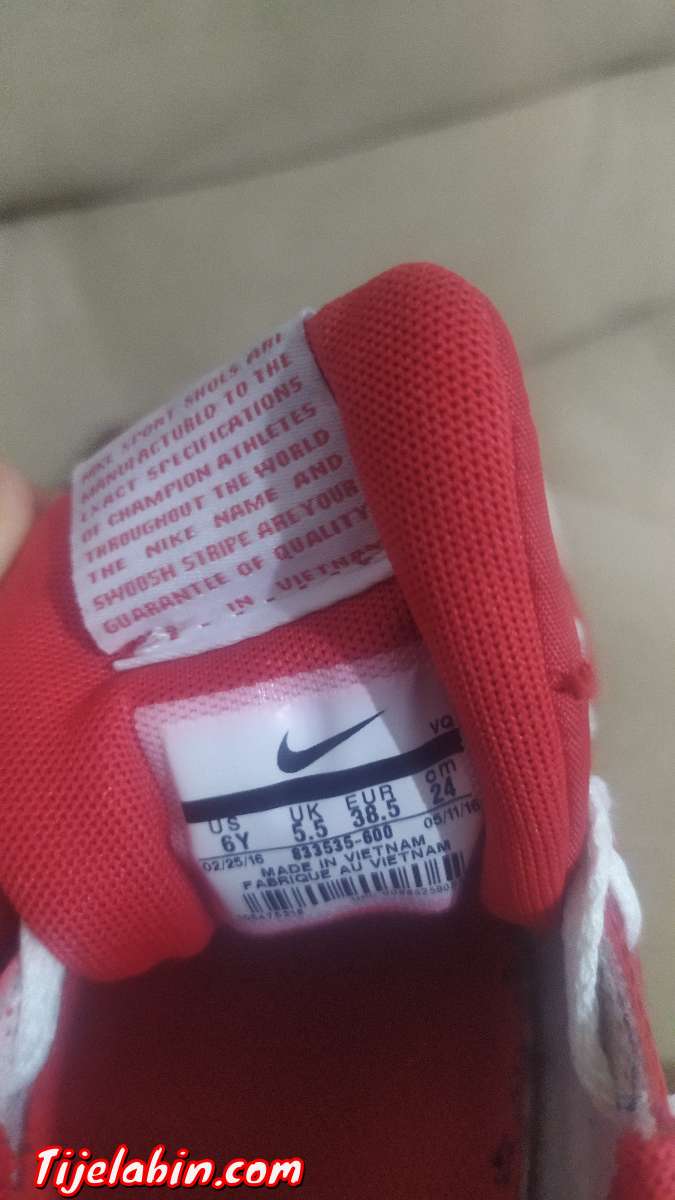 NIKE SPORT SHOES ARE
MANUFACTURED TO THE
EXACT SPECIFICATIONS
OF CHAMPION ATHLETES
THROUGHOUT THE WORLD
THE NIKE NAME AND
SWOOSH STRIPE ARE YOUR
GUARANTEE OF QUALITY
IN VIETNAM
YQ
US UK EUR cm
6Y 5.5 38.5 24
02/25/16 633535-600 05/11/16
MADE IN VIETNAM
FABRIQUE AU VIETNAM
Tijelabin.com